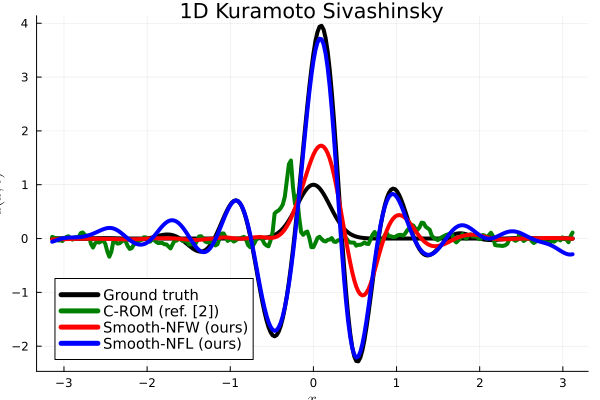 1D Kuramoto Sivashinsky
4
3
2
1
0
−1
−2
−3
−2
−1
0
1
2
3
x
Ground truth
C-ROM (ref. [2])
Smooth-NFW (ours)
Smooth-NFL (ours)